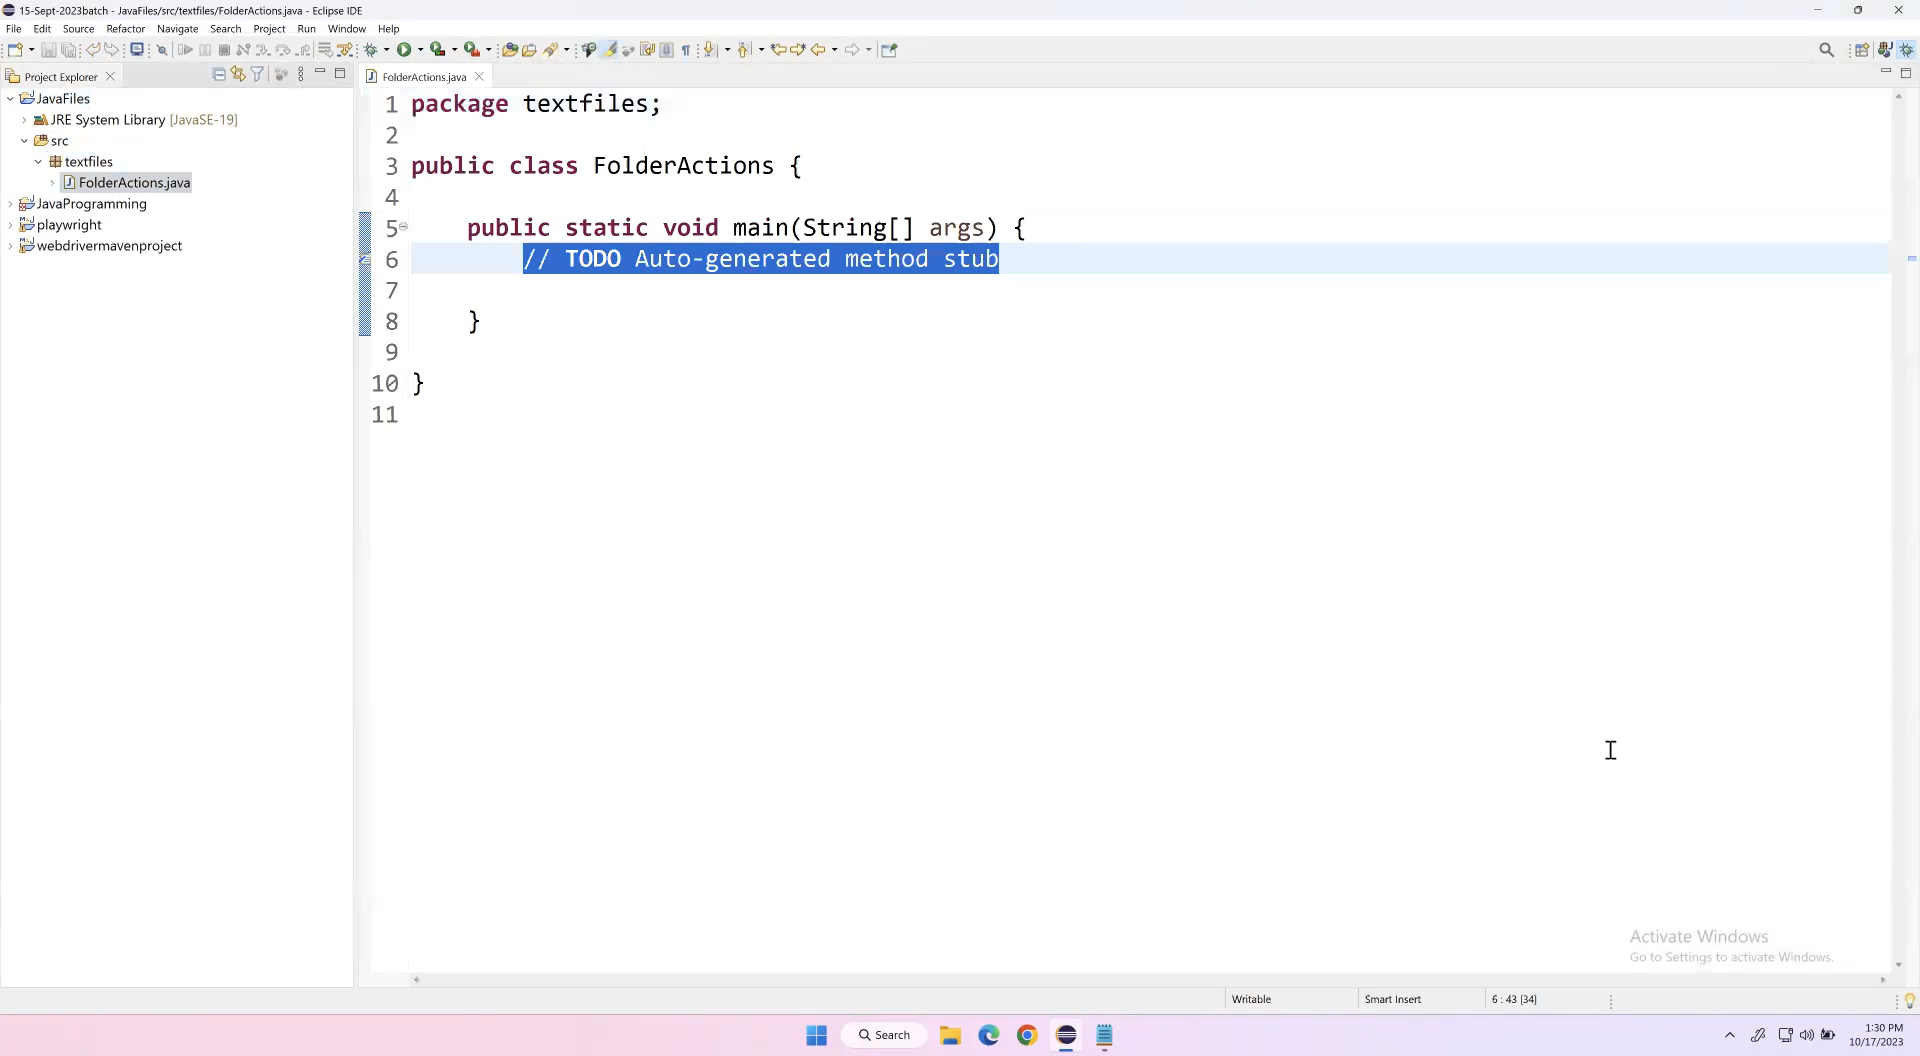 15-Sept-2023batch - JavaFiles/src/textfiles/FolderActions.java - Eclipse IDE
File Edit Source Refactor Navigate Search Project Run Window Help
Project Explorer
FolderActions.java
JavaFiles
JRE System Library [JavaSE-19]
src
textfiles
FolderActions.java
JavaProgramming
playwright
webdrivermavenproject
1 package textfiles;
2
3 public class FolderActions {
4
5 public static void main(String[] args) {
6 // TODO Auto-generated method stub
7
8 }
9
10 }
11
Activate Windows
Go to Settings to activate Windows.
Writable Smart Insert 6 : 43 [34]
Search
1:30 PM
10/17/2023